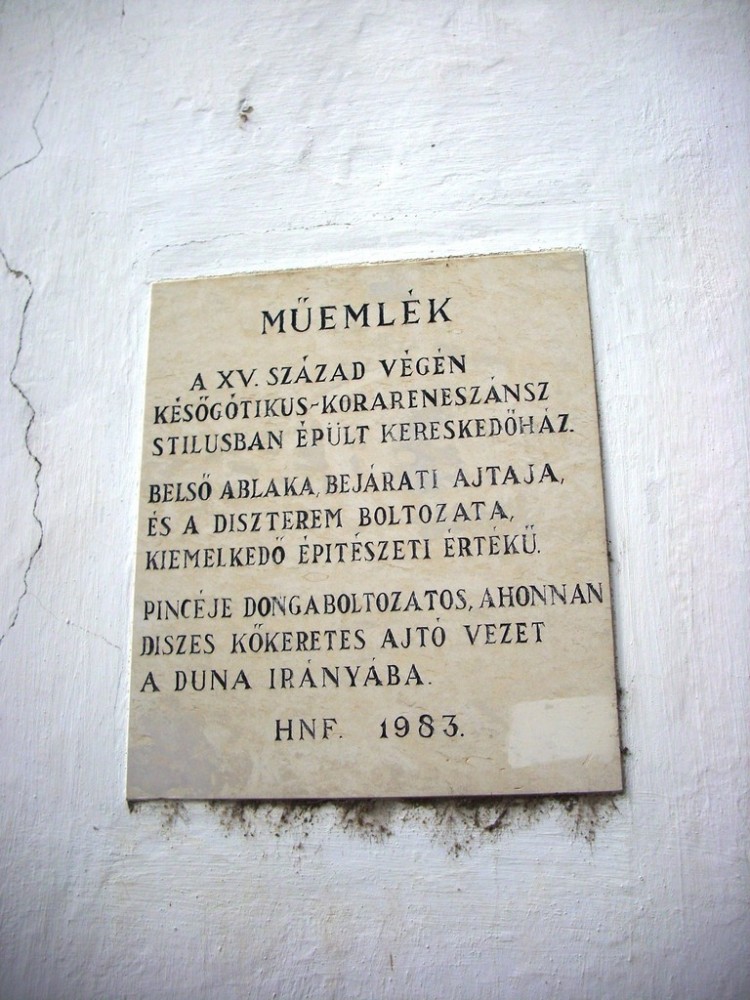 MŰEMLÉK
A XV. SZÁZAD VÉGÉN
KÉSŐGÓTIKUS-KORARENESZÁNSZ
STILUSBAN ÉPÜLT KERESKEDŐHÁZ.
BELSŐ ABLAKA, BEJÁRATI AJTAJA,
ÉS A DISZTEREM BOLTOZATA,
KIEMELKEDŐ ÉPITÉSZETI ÉRTÉKŰ.
PINCÉJE DONGABOLTOZATOS, AHONNAN
DISZES KŐKERETES AJTÓ VEZET
A DUNA IRÁNYÁBA.
HNF. 1983.